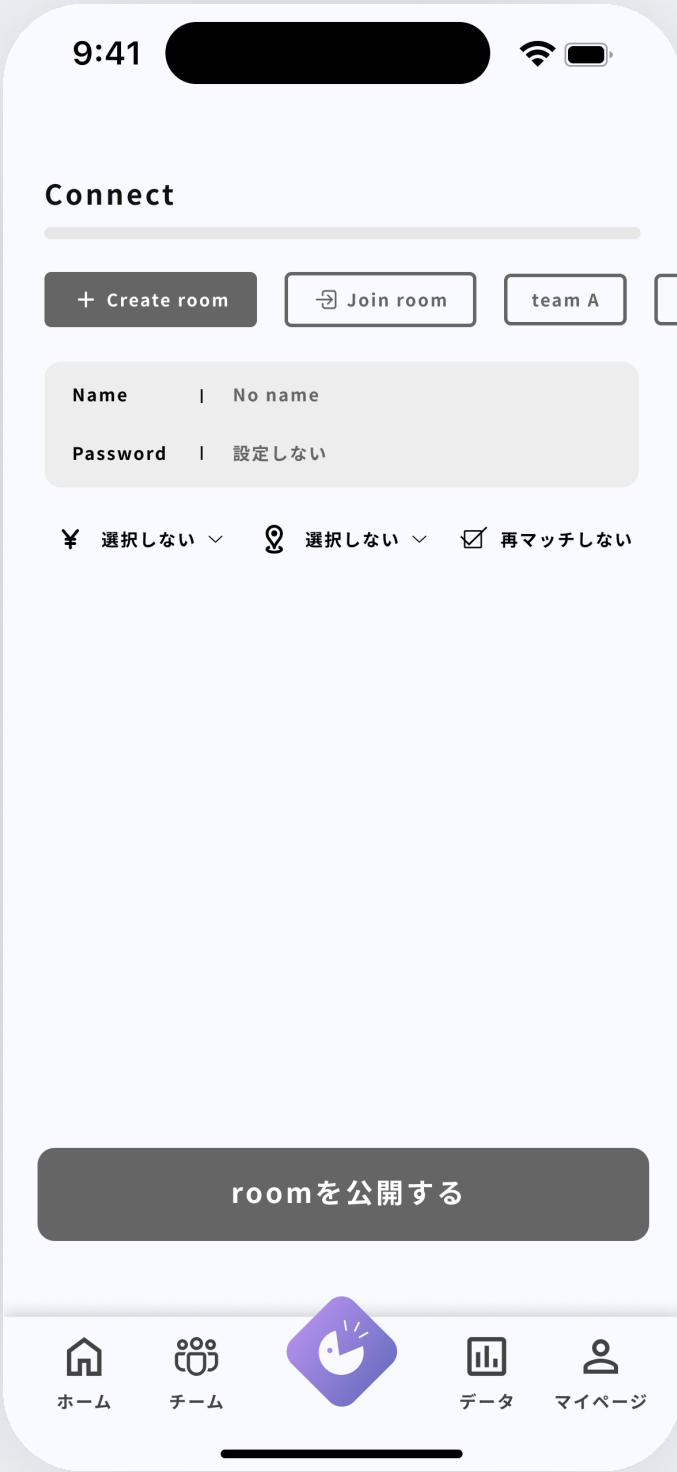 9:41
Connect
Create room
Join room
team A
Name | No name
Password | 設定しない
¥ 選択しない 選択しない 再マッチしない
roomを公開する
ホーム チーム データ マイページ